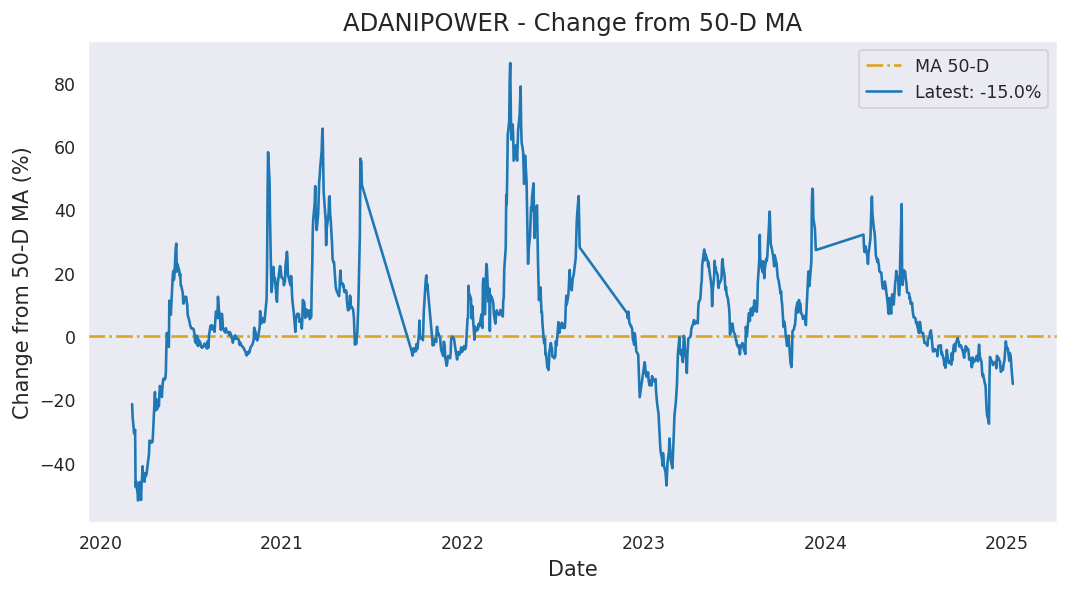 ADANIPOWER - Change from 50-D MA
MA 50-D
Latest: -15.0%
Change from 50-D MA (%)
80
60
40
20
0
−20
−40
2020 2021 2022 2023 2024 2025
Date